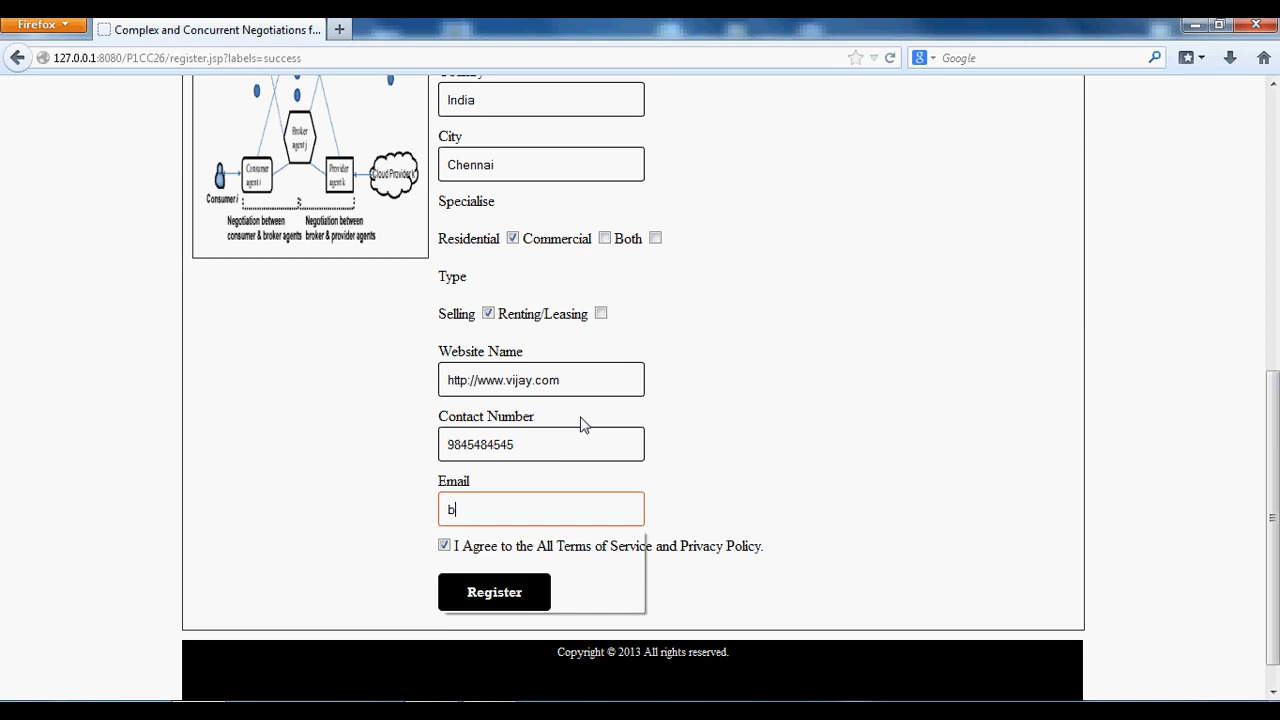 Firefox
Complex and Concurrent Negotiations f...
127.0.0.1:8080/P1CC26/register.jsp?labels=success
Google
India
City
Chennai
Specialise
Residential Commercial Both
Type
Selling Renting/Leasing
Website Name
http://www.vijay.com
Contact Number
9845484545
Email
b
I Agree to the All Terms of Service and Privacy Policy.
Register
Broker
agent j
Consumer
agent i
Provider
agent k
Cloud Provider k
Consumer i
Negotiation between
consumer & broker agents
Negotiation between
broker & provider agents
Copyright © 2013 All rights reserved.